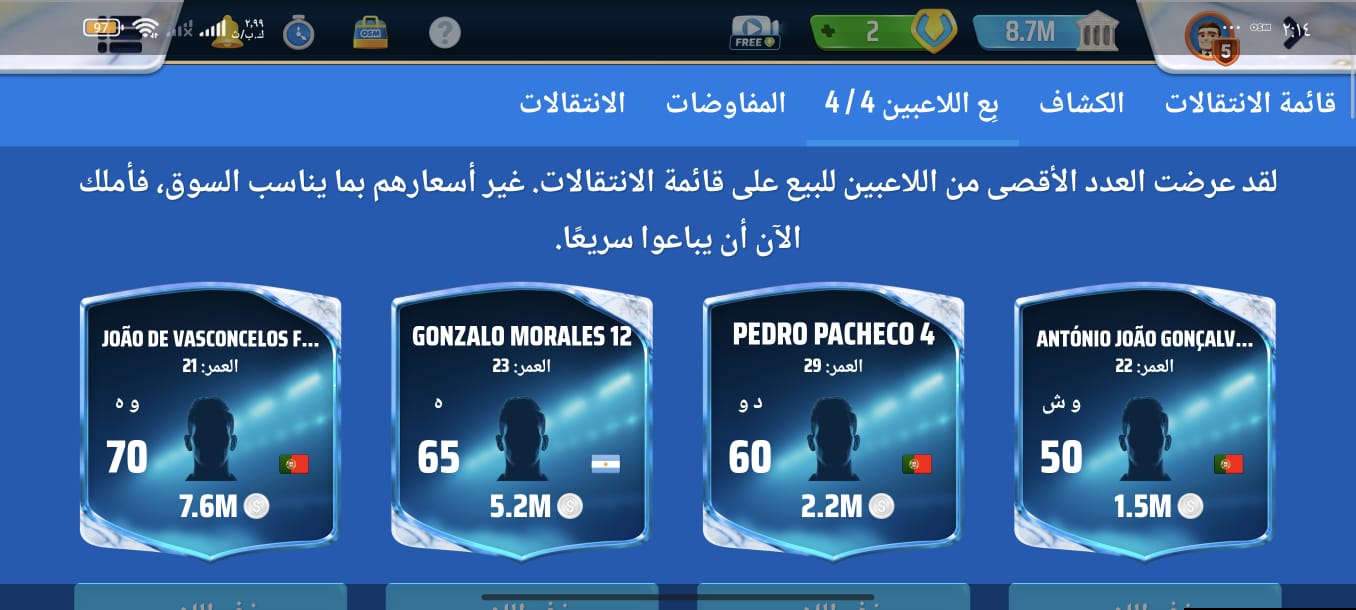 97
٢,٩٩
ك.ب/ث
OSM
?
FREE
+ 2
8.7M
5
... OSM ٢:١٤
قائمة الانتقالات
الكشاف
بِع اللاعبين 4 / 4
المفاوضات
الانتقالات
لقد عرضت العدد الأقصى من اللاعبين للبيع على قائمة الانتقالات. غير أسعارهم بما يناسب السوق، فأملك
الآن أن يباعوا سريعًا.
ANTÓNIO JOÃO GONÇALV...
العمر: 22
و ش
50
1.5M
PEDRO PACHECO 4
العمر: 29
د و
60
2.2M
GONZALO MORALES 12
العمر: 23
ه
65
5.2M
JOÃO DE VASCONCELOS F...
العمر: 21
و ه
70
7.6M